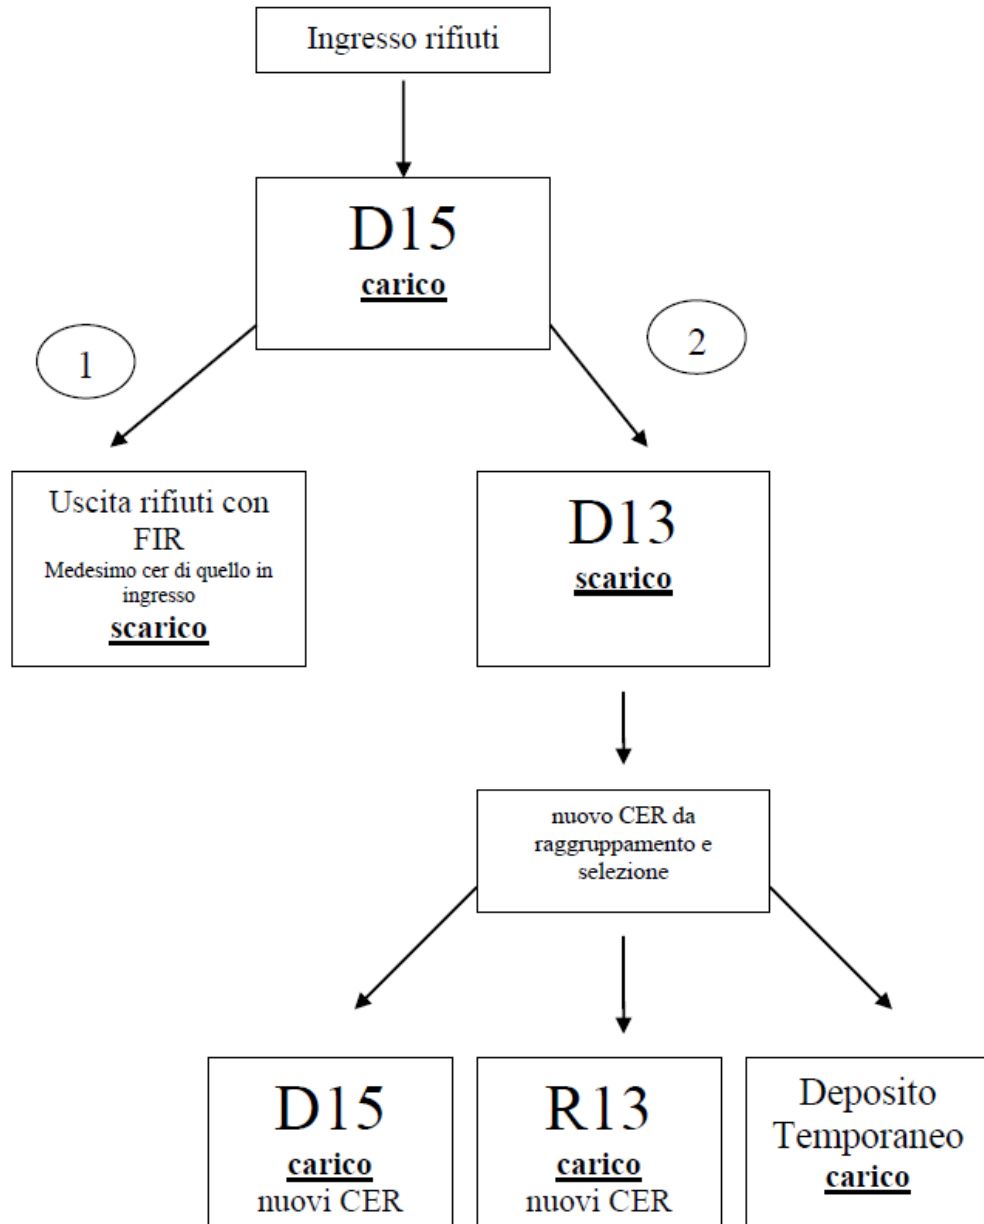 Ingresso rifiuti
D15
carico
1
2
Uscita rifiuti con
FIR
Medesimo cer di quello in
ingresso
scarico
D13
scarico
nuovo CER da
raggruppamento e
selezione
D15
carico
nuovi CER
R13
carico
nuovi CER
Deposito
Temporaneo
carico